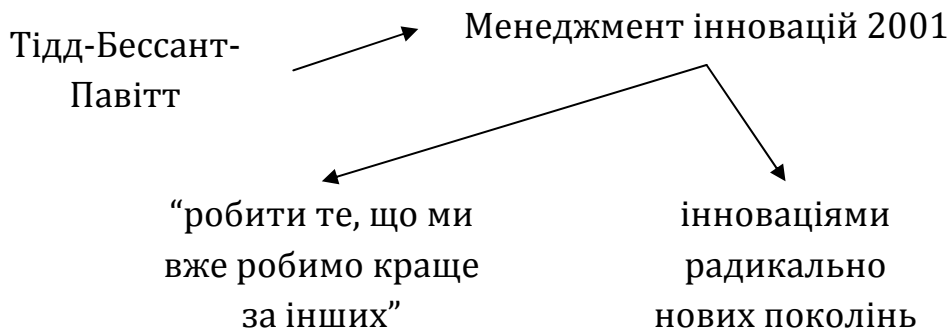 Тідд-Бессант-
Павітт
Менеджмент інновацій 2001
“робити те, що ми
вже робимо краще
за інших”
інноваціями
радикально
нових поколінь